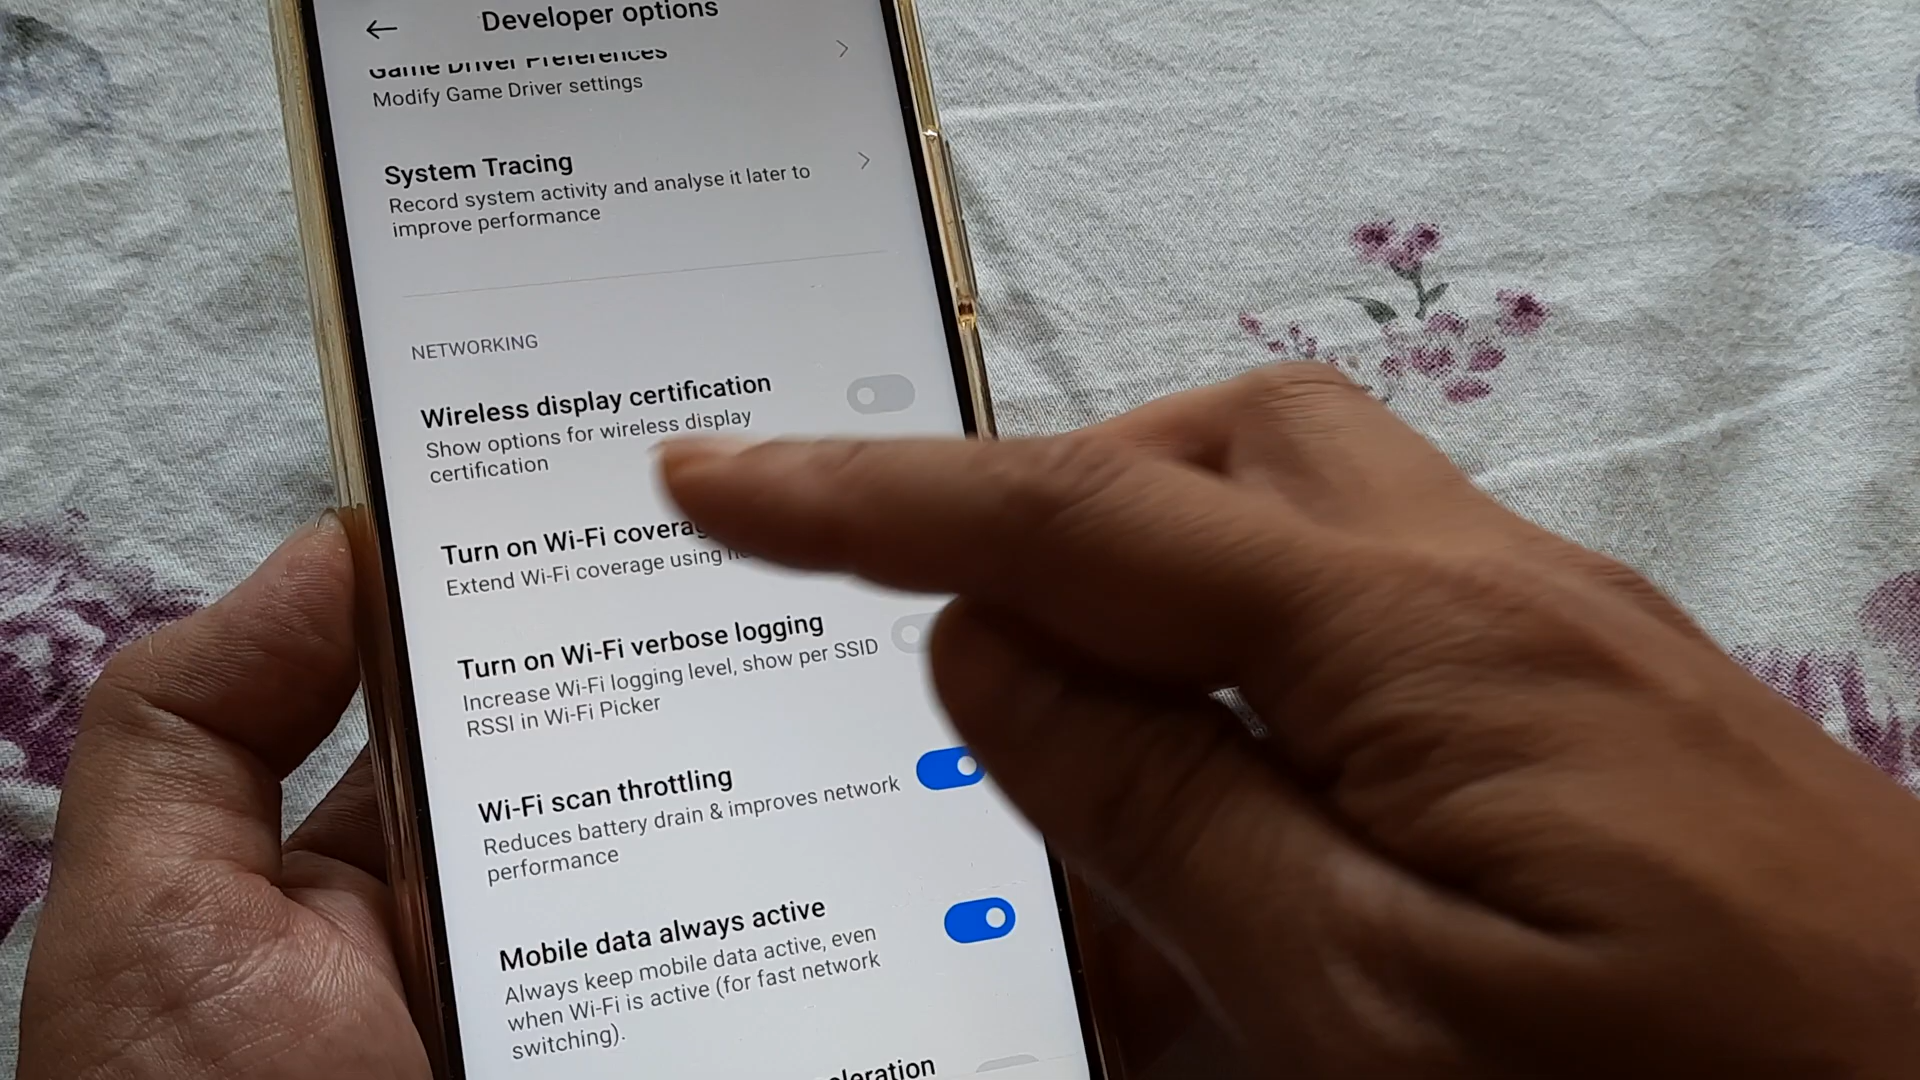 Developer options
Game Driver Preferences
Modify Game Driver settings
System Tracing
Record system activity and analyse it later to
improve performance
NETWORKING
Wireless display certification
Show options for wireless display
certification
Turn on Wi-Fi
Extend Wi-Fi coverage using
Turn on Wi-Fi verbose logging
Increase Wi-Fi logging level, show per SSID
RSSI in Wi-Fi Picker
Wi-Fi scan throttling
Reduces battery drain & improves network
performance
Mobile data always active
Always keep mobile data active, even
when Wi-Fi is active (for fast network
switching).